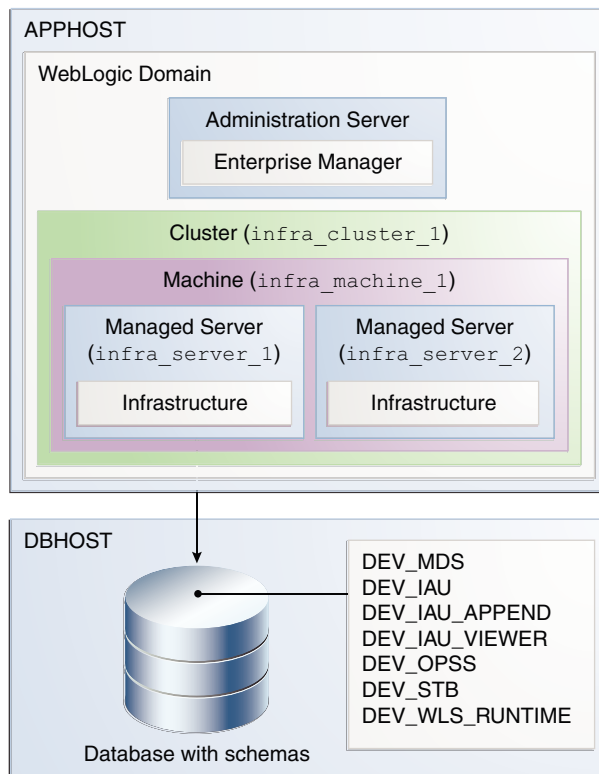 APPHOST
WebLogic Domain
Administration Server
Enterprise Manager
Cluster (infra_cluster_1)
Machine (infra_machine_1)
Managed Server
(infra_server_1)
Infrastructure
Managed Server
(infra_server_2)
Infrastructure
DBHOST
Database with schemas
DEV_MDS
DEV_IAU
DEV_IAU_APPEND
DEV_IAU_VIEWER
DEV_OPSS
DEV_STB
DEV_WLS_RUNTIME